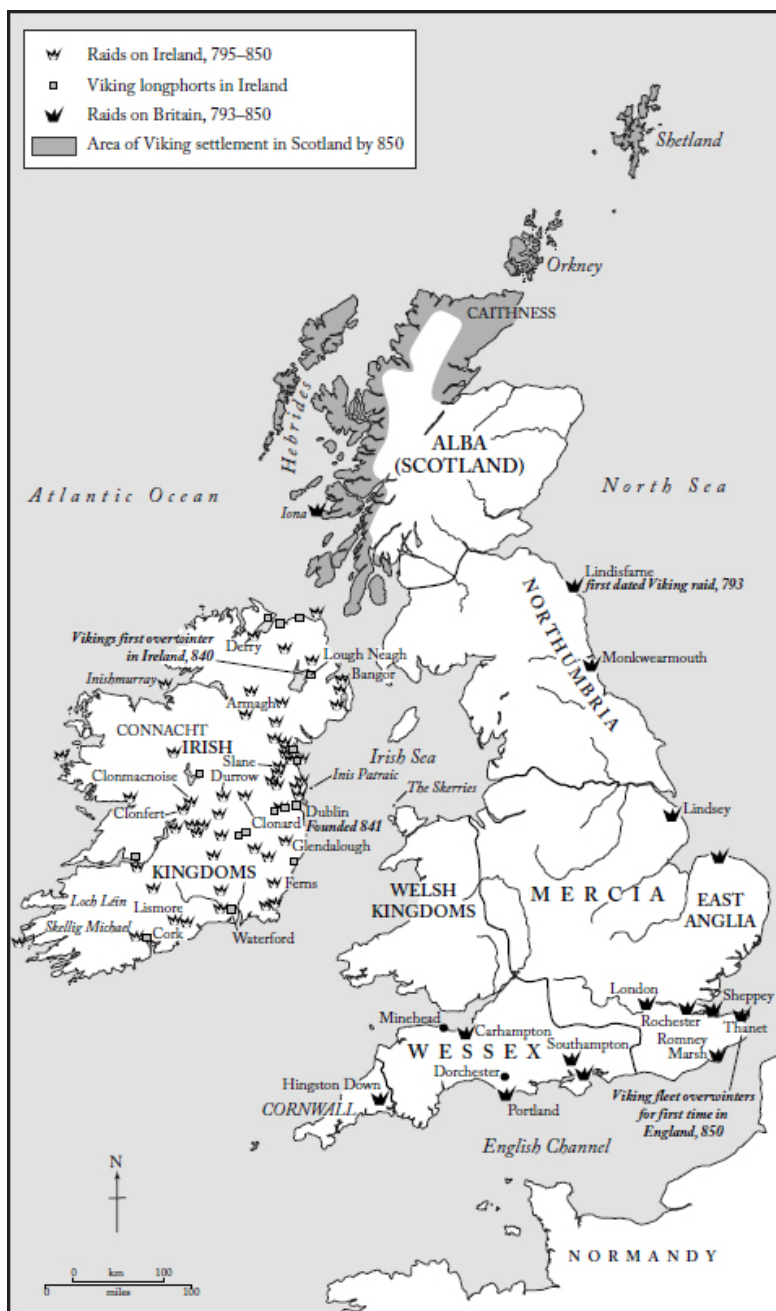 Raids on Ireland, 795–850
Viking longphorts in Ireland
Raids on Britain, 793–850
Area of Viking settlement in Scotland by 850
Shetland
Orkney
CAITHNESS
Hebrides
ALBA
(SCOTLAND)
Atlantic Ocean
North Sea
Iona
Lindisfarne
first dated Viking raid, 793
NORTHUMBRIA
Vikings first overwinter
in Ireland, 840
Derry
Lough Neagh
Bangor
Monkwearmouth
Inishmurray
Armagh
CONNACHT
IRISH
Irish Sea
Slane
Inis Patraic
Clonmacnoise
Durrow
The Skerries
Clonfert
Clonard
Dublin
Founded 841
Lindsey
Glendalough
KINGDOMS
Ferns
WELSH
KINGDOMS
MERCIA
EAST
ANGLIA
Loch Léin
Lismore
Skellig Michael
Cork
Waterford
London
Sheppey
Rochester
Thanet
Minehead
Carhampton
Romney
Marsh
WESSEX
Southampton
Dorchester
Hingston Down
CORNWALL
Portland
Viking fleet overwinters
for first time in
England, 850
English Channel
N
NORMANDY
0 km 100
0 miles 100